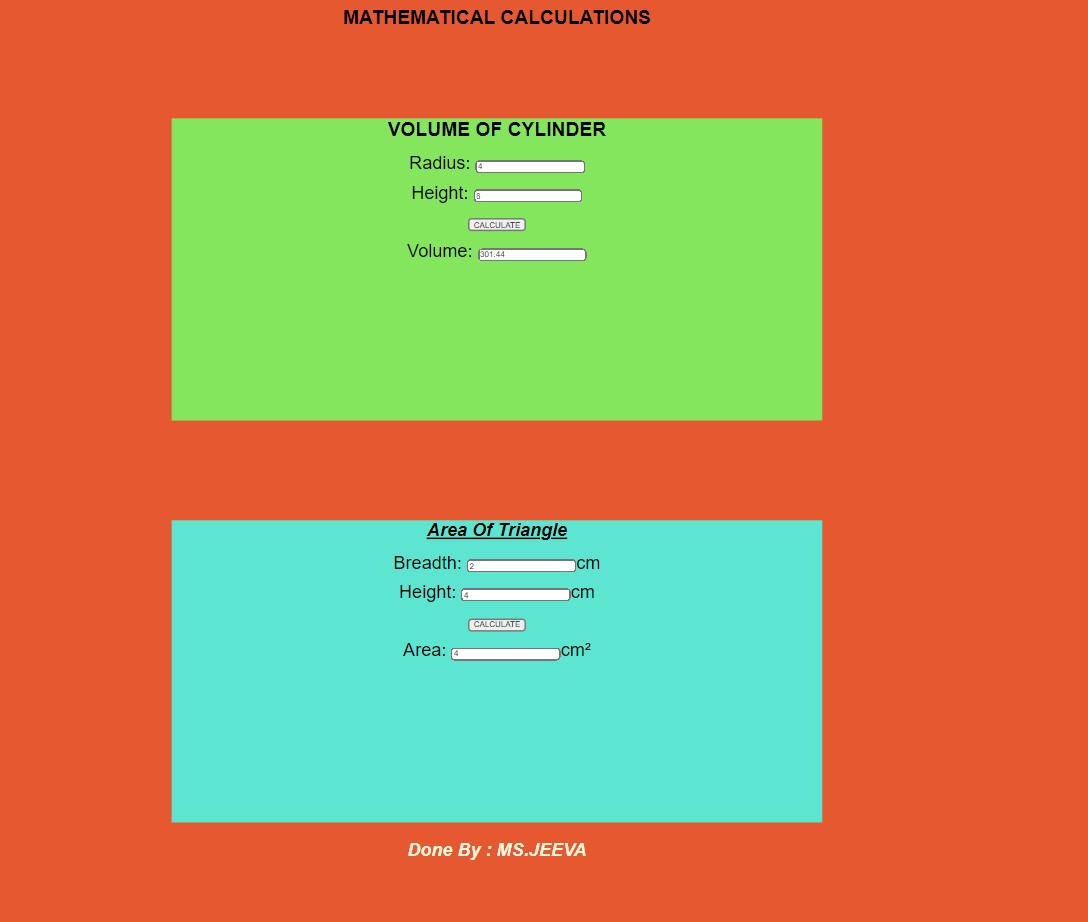 MATHEMATICAL CALCULATIONS
VOLUME OF CYLINDER
Radius: 4
Height: 6
CALCULATE
Volume: 301.44
Area Of Triangle
Breadth: 2 cm
Height: 4 cm
CALCULATE
Area: 4 cm²
Done By : MS.JEEVA